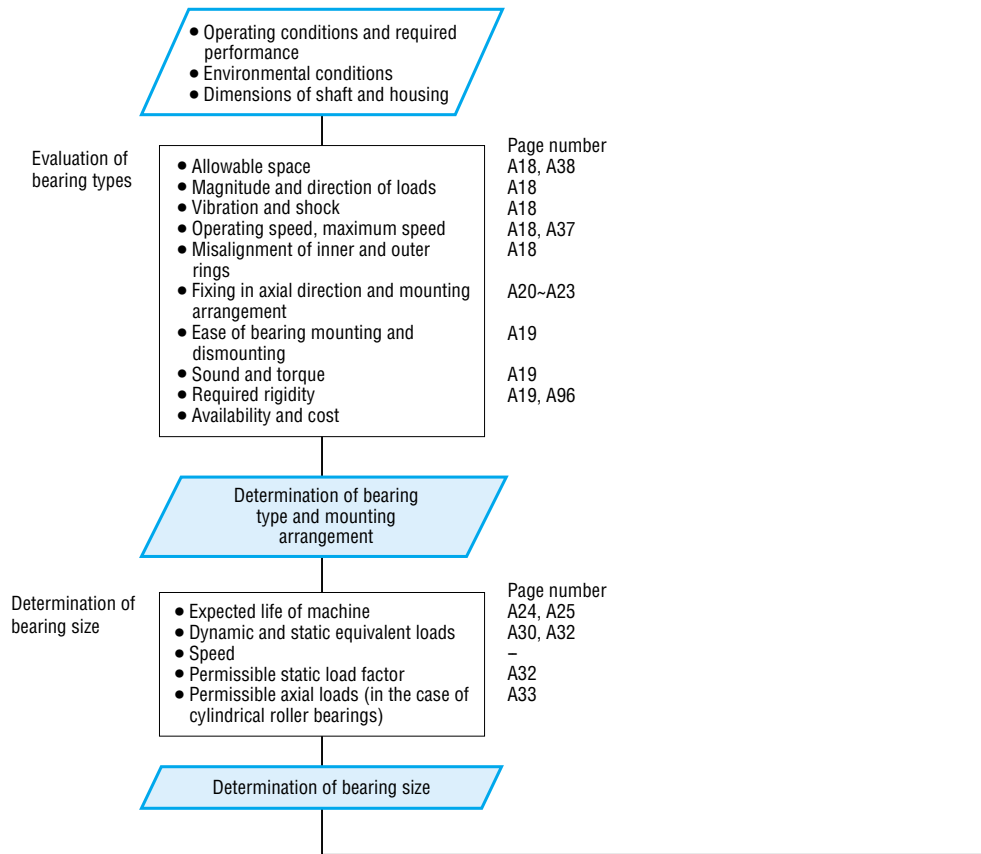 ● Operating conditions and required
performance
● Environmental conditions
● Dimensions of shaft and housing
Evaluation of
bearing types
Page number
● Allowable space A18, A38
● Magnitude and direction of loads A18
● Vibration and shock A18
● Operating speed, maximum speed A18, A37
● Misalignment of inner and outer A18
rings
● Fixing in axial direction and mounting A20~A23
arrangement
● Ease of bearing mounting and A19
dismounting
● Sound and torque A19
● Required rigidity A19, A96
● Availability and cost
Determination of bearing
type and mounting
arrangement
Determination of
bearing size
Page number
● Expected life of machine A24, A25
● Dynamic and static equivalent loads A30, A32
● Speed –
● Permissible static load factor A32
● Permissible axial loads (in the case of A33
cylindrical roller bearings)
Determination of bearing size